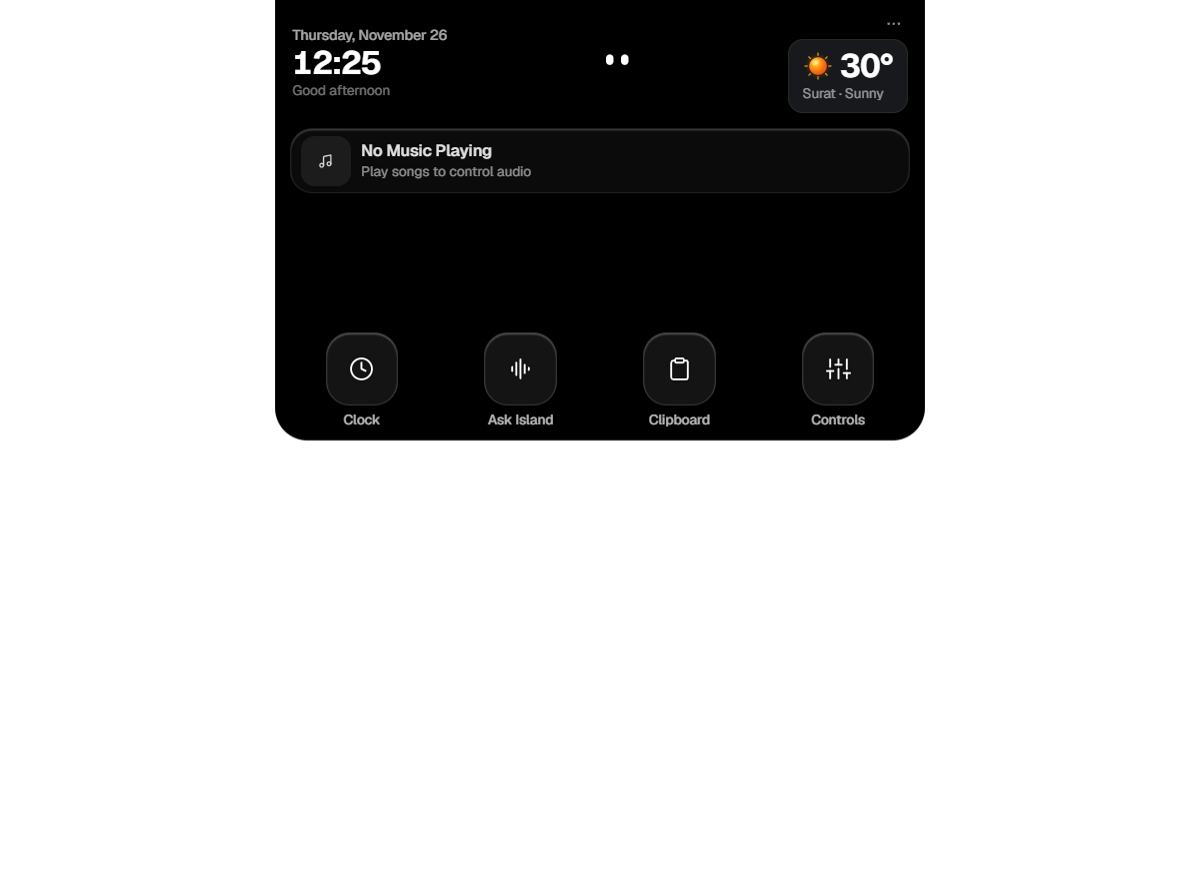 Thursday, November 26
12:25
Good afternoon
...
30°
Surat · Sunny
No Music Playing
Play songs to control audio
Clock
Ask Island
Clipboard
Controls